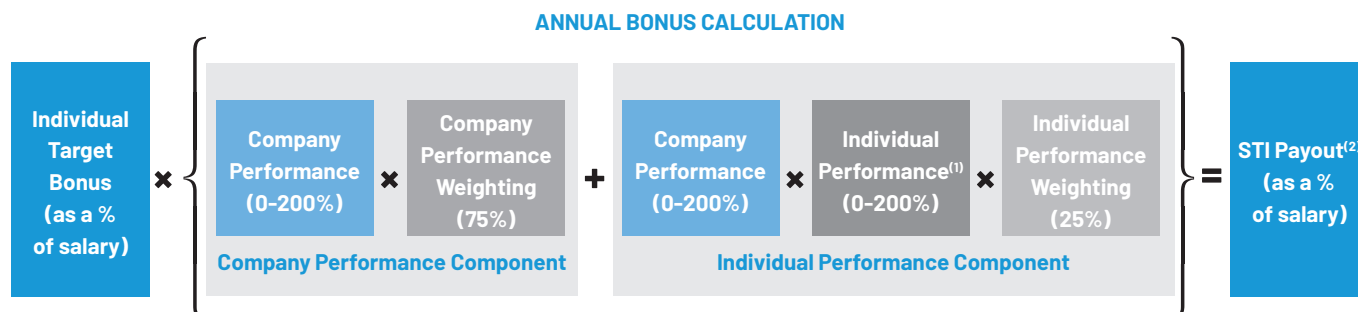 ANNUAL BONUS CALCULATION
Individual
Target
Bonus
(as a %
of salary)
×
{
Company
Performance
(0-200%)
×
Company
Performance
Weighting
(75%)
Company Performance Component
+
Company
Performance
(0-200%)
×
Individual
Performance(1)
(0-200%)
×
Individual
Performance
Weighting
(25%)
Individual Performance Component
}
=
STI Payout(2)
(as a %
of salary)